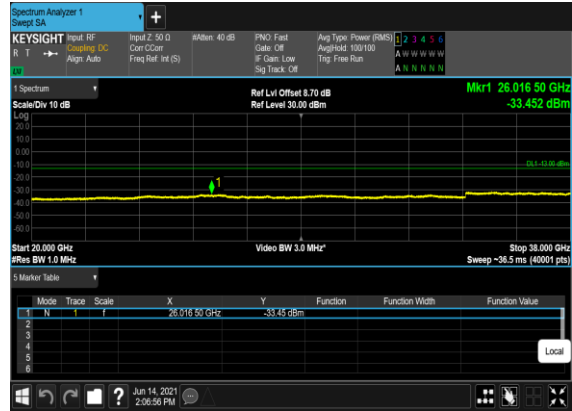 Spectrum Analyzer 1
Swept SA
+
KEYSIGHT Input: RF Input Z: 50 Ω #Atten: 40 dB PNO: Fast Avg Type: Power (RMS) 1 2 3 4 5 6
R T Coupling: DC Corr CCorr Gate: Off Avg|Hold: 100/100 A W W W W W
Align: Auto Freq Ref: Int (S) IF Gain: Low Trig: Free Run
Sig Track: Off A N N N N N
1 Spectrum Ref Lvl Offset 8.70 dB Mkr1 26.016 50 GHz
Scale/Div 10 dB Ref Level 30.00 dBm -33.452 dBm
Log
20.0
10.0
0.00
-10.0
DL1 -13.00 dBm
-20.0
1
-30.0
-40.0
-50.0
-60.0
Start 20.000 GHz Video BW 3.0 MHz* Stop 38.000 GHz
#Res BW 1.0 MHz Sweep ~36.5 ms (40001 pts)
5 Marker Table
Mode Trace Scale X Y Function Function Width Function Value
1 N 1 f 26.016 50 GHz -33.45 dBm
2
3
4
5
6
Local
? Jun 14, 2021
2:06:56 PM